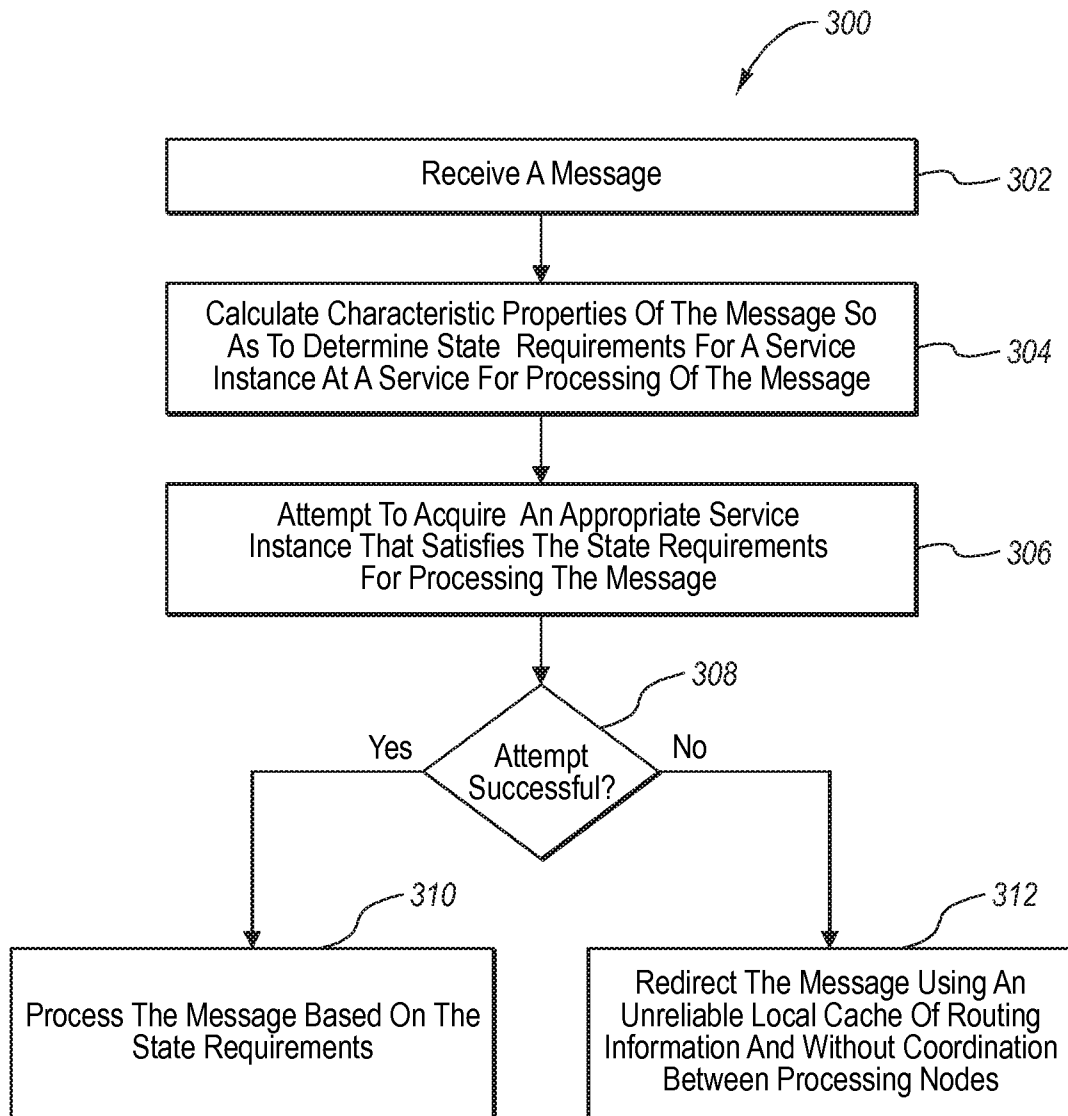 300
Receive A Message
302
Calculate Characteristic Properties Of The Message So
As To Determine State Requirements For A Service
Instance At A Service For Processing Of The Message
304
Attempt To Acquire An Appropriate Service
Instance That Satisfies The State Requirements
For Processing The Message
306
308
Yes
Attempt
Successful?
No
310
Process The Message Based On The
State Requirements
312
Redirect The Message Using An
Unreliable Local Cache Of Routing
Information And Without Coordination
Between Processing Nodes